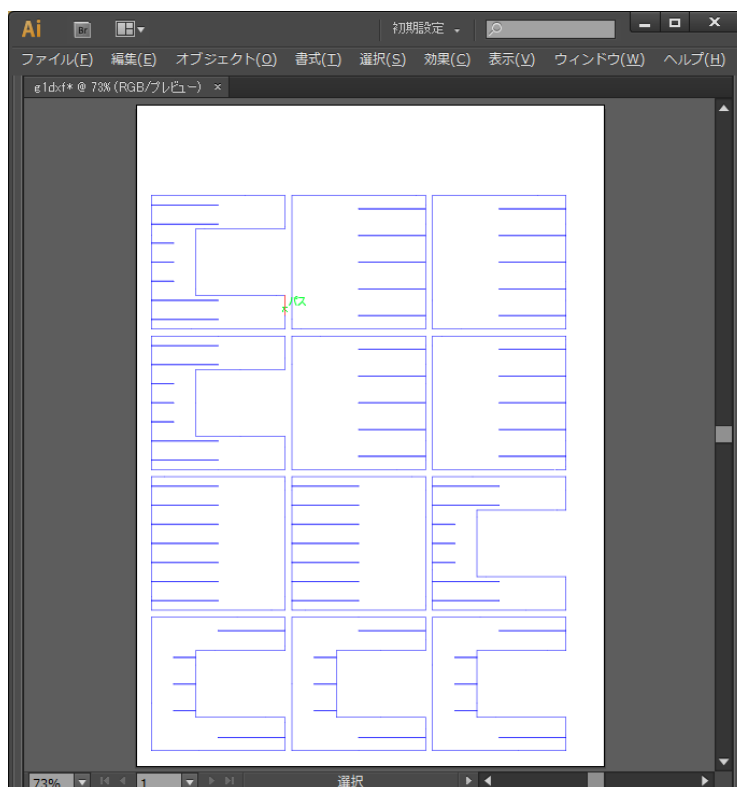 Ai Br 初期設定
ファイル(F) 編集(E) オブジェクト(O) 書式(T) 選択(S) 効果(C) 表示(V) ウィンドウ(W) ヘルプ(H)
g1dxf* @ 73% (RGB/プレビュー) ×
パス
73% 1 選択